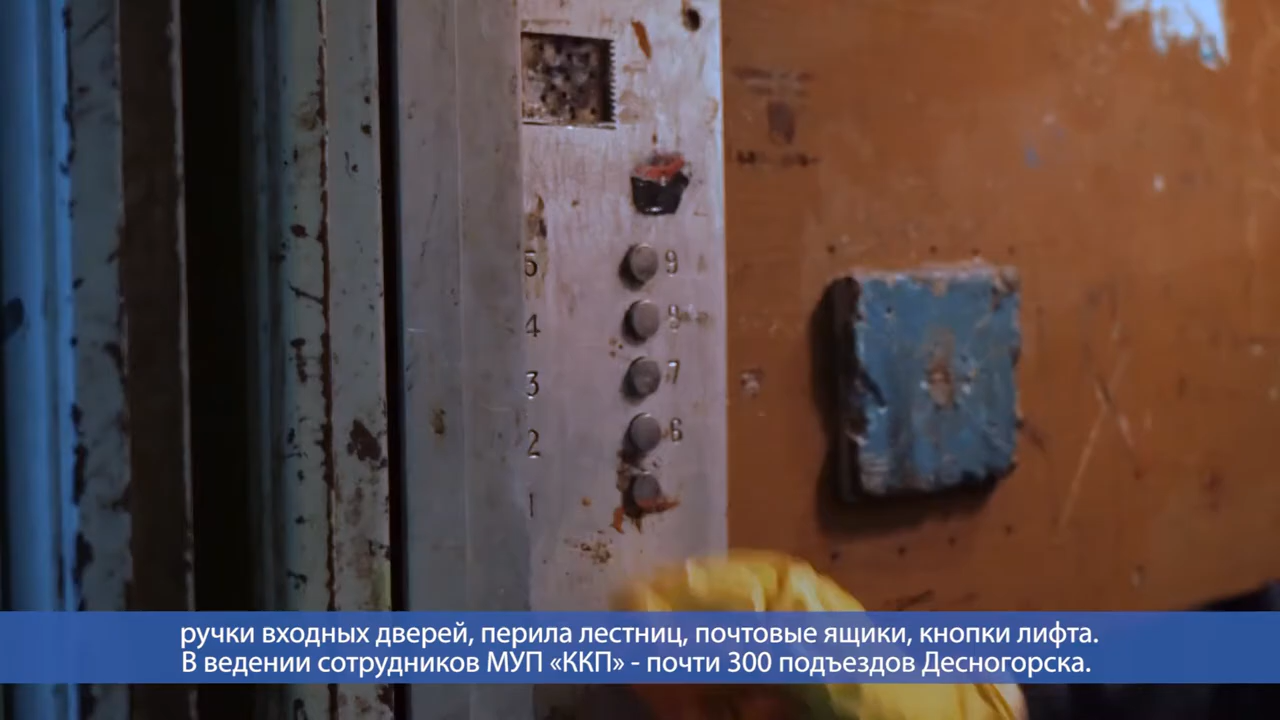 5 9
4 8
3 7
2 6
1
ручки входных дверей, перила лестниц, почтовые ящики, кнопки лифта.
В ведении сотрудников МУП «ККП» - почти 300 подъездов Десногорска.